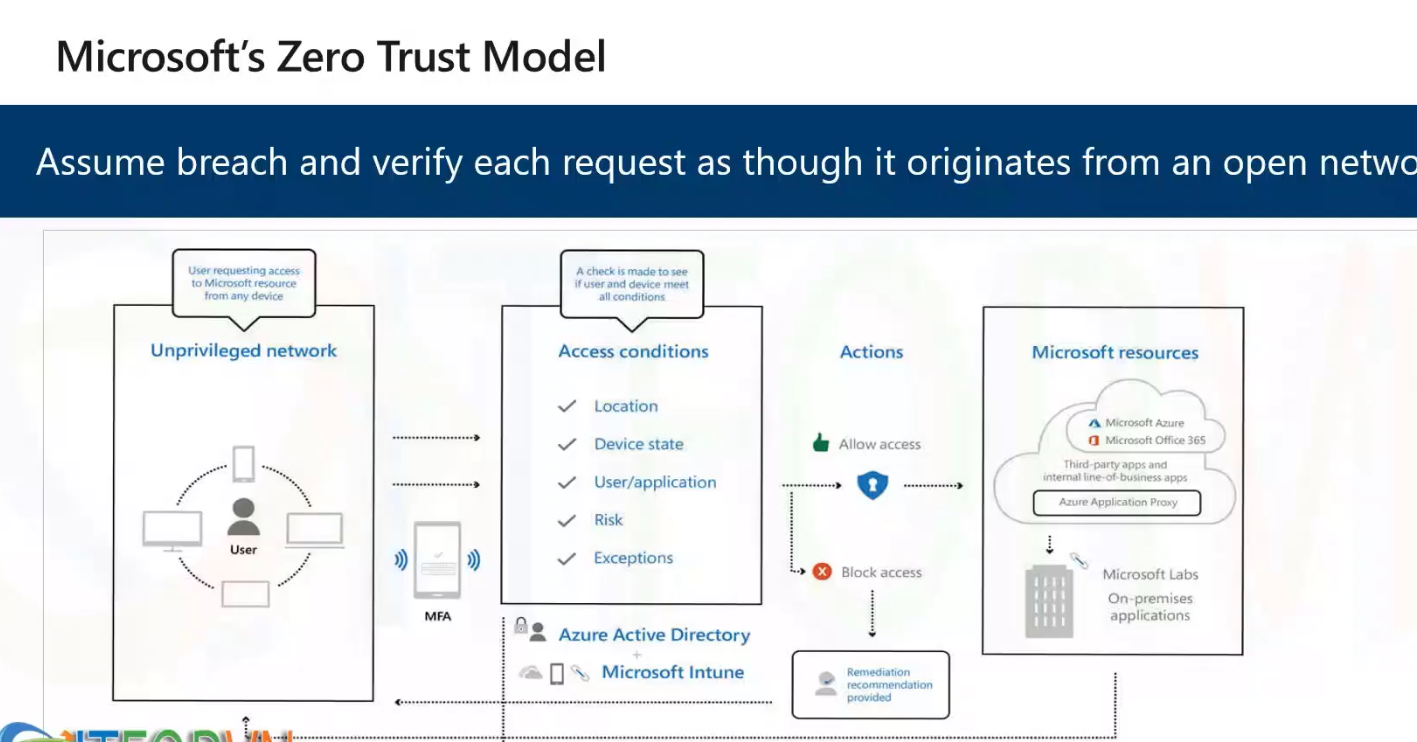 Microsoft's Zero Trust Model
Assume breach and verify each request as though it originates from an open netwo
User requesting access
to Microsoft resource
from any device
Unprivileged network
User
MFA
A check is made to see
if user and device meet
all conditions
Access conditions
Location
Device state
User/application
Risk
Exceptions
Azure Active Directory
+
Microsoft Intune
Actions
Allow access
Block access
Remediation
recommendation
provided
Microsoft resources
Microsoft Azure
Microsoft Office 365
Third-party apps and
internal line-of-business apps
Azure Application Proxy
Microsoft Labs
On-premises
applications